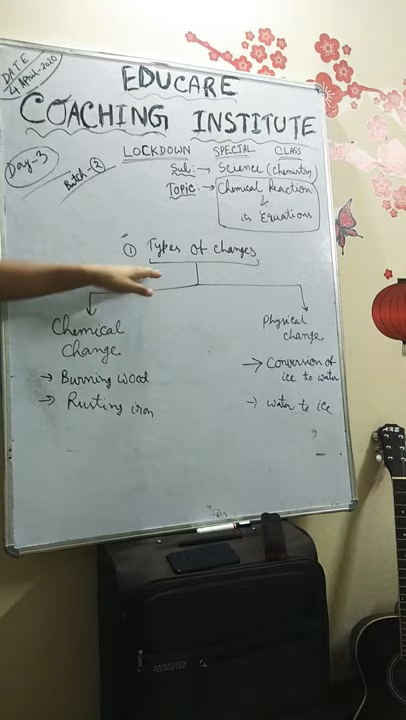 DATE
4 April-2020
EDUCARE
COACHING INSTITUTE
LOCKDOWN SPECIAL CLASS
Day-3
Batch-(2)
Sub:→ Science (Chemistry)
Topic:→ Chemical Reaction
&
its Equations
① Types of changes
Chemical
Change
→ Burning wood
→ Rusting iron
Physical
change
→ Conversion of
ice to water
→ water to ice
AXE